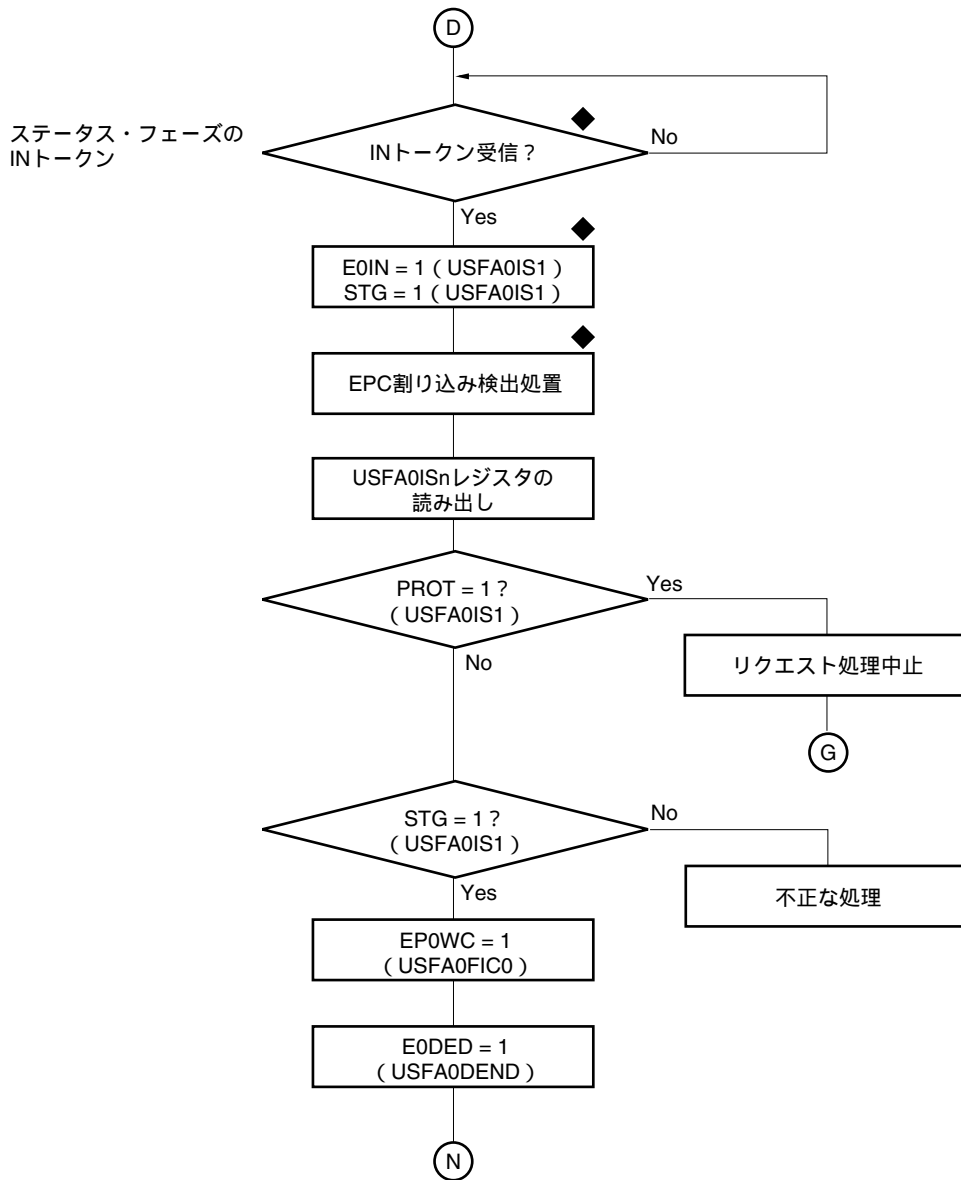 D
ステータス・フェーズの
INトークン
INトークン受信？
No
Yes
E0IN = 1（USFA0IS1）
STG = 1（USFA0IS1）
EPC割り込み検出処置
USFA0ISnレジスタの
読み出し
PROT = 1？
（USFA0IS1）
Yes
No
リクエスト処理中止
G
STG = 1？
（USFA0IS1）
No
Yes
不正な処理
EP0WC = 1
（USFA0FIC0）
E0DED = 1
（USFA0DEND）
N